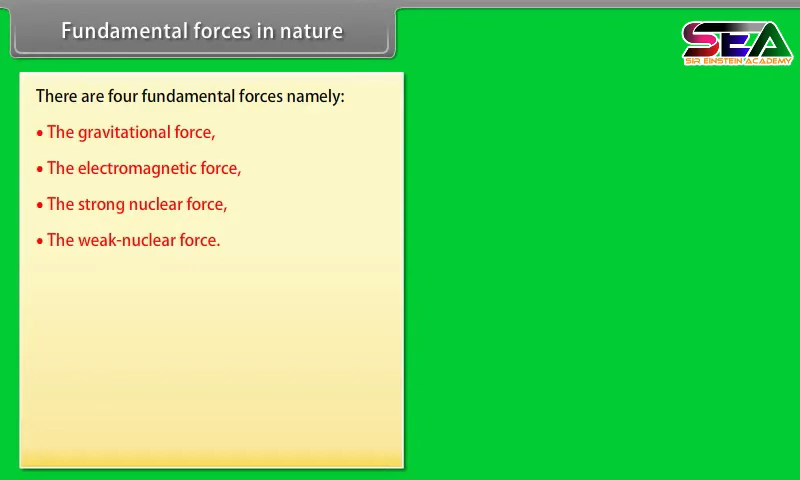 Fundamental forces in nature
SEA
SIR EINSTEIN ACADEMY
There are four fundamental forces namely:
• The gravitational force,
• The electromagnetic force,
• The strong nuclear force,
• The weak-nuclear force.